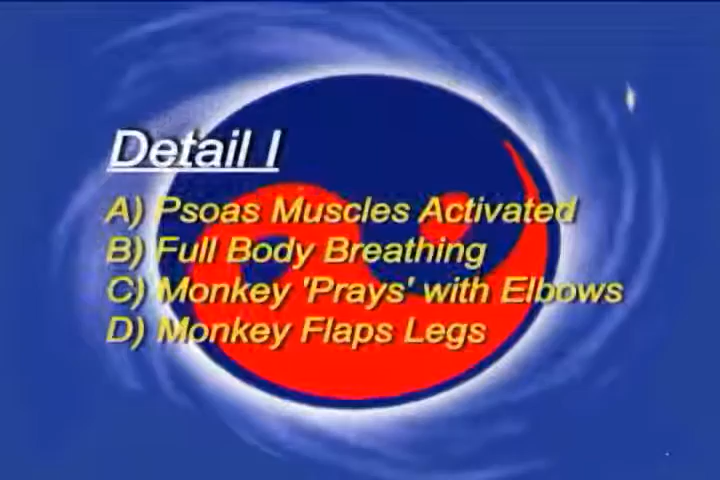 Detail I
A) Psoas Muscles Activated
B) Full Body Breathing
C) Monkey 'Prays' with Elbows
D) Monkey Flaps Legs